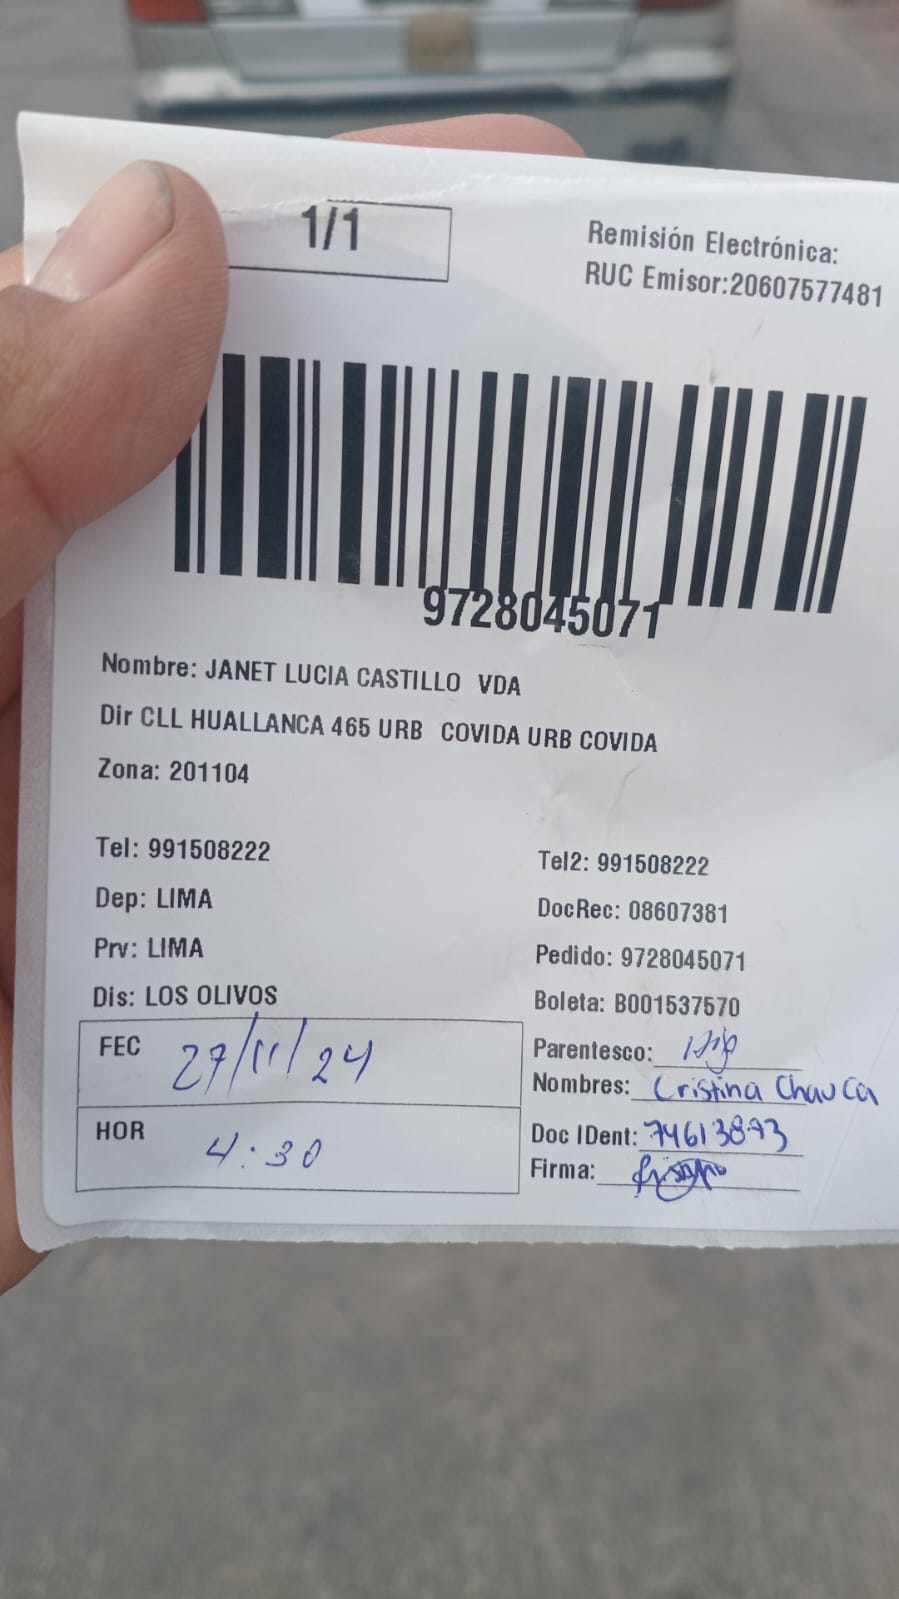 1/1
Remisión Electrónica:
RUC Emisor:20607577481
9728045071
Nombre: JANET LUCIA CASTILLO VDA
Dir CLL HUALLANCA 465 URB COVIDA URB COVIDA
Zona: 201104
Tel: 991508222
Tel2: 991508222
Dep: LIMA
DocRec: 08607381
Prv: LIMA
Pedido: 9728045071
Dis: LOS OLIVOS
Boleta: B001537570
FEC 27/11/24
Parentesco:
Nombres: Cristina Chauca
HOR 4:30
Doc IDent:
Firma: